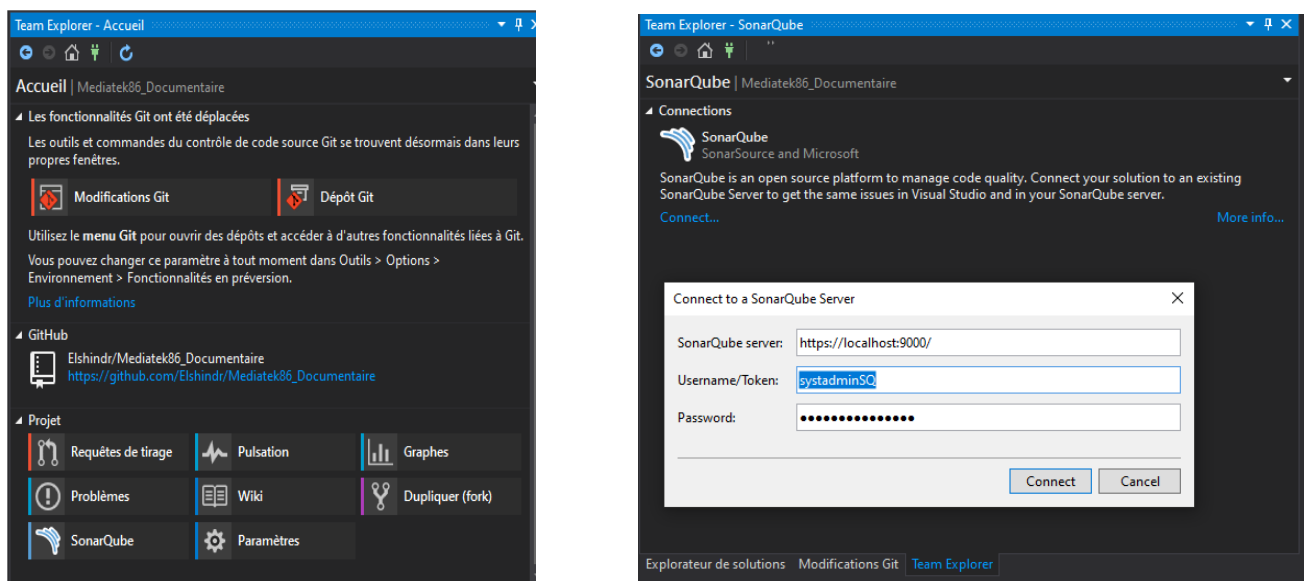 Team Explorer - Accueil
Accueil | Mediatek86_Documentaire
Les fonctionnalités Git ont été déplacées
Les outils et commandes du contrôle de code source Git se trouvent désormais dans leurs
propres fenêtres.
Modifications Git
Dépôt Git
Utilisez le menu Git pour ouvrir des dépôts et accéder à d'autres fonctionnalités liées à Git.
Vous pouvez changer ce paramètre à tout moment dans Outils > Options >
Environnement > Fonctionnalités en préversion.
Plus d'informations
GitHub
Elshindr/Mediatek86_Documentaire
https://github.com/Elshindr/Mediatek86_Documentaire
Projet
Requêtes de tirage
Pulsation
Graphes
Problèmes
Wiki
Dupliquer (fork)
SonarQube
Paramètres
Team Explorer - SonarQube
SonarQube | Mediatek86_Documentaire
Connections
SonarQube
SonarSource and Microsoft
SonarQube is an open source platform to manage code quality. Connect your solution to an existing
SonarQube Server to get the same issues in Visual Studio and in your SonarQube server.
Connect...
More info...
Connect to a SonarQube Server
SonarQube server:
https://localhost:9000/
Username/Token:
systadminSQ
Password:
●●●●●●●●●●●●●●●
Connect
Cancel
Explorateur de solutions
Modifications Git
Team Explorer